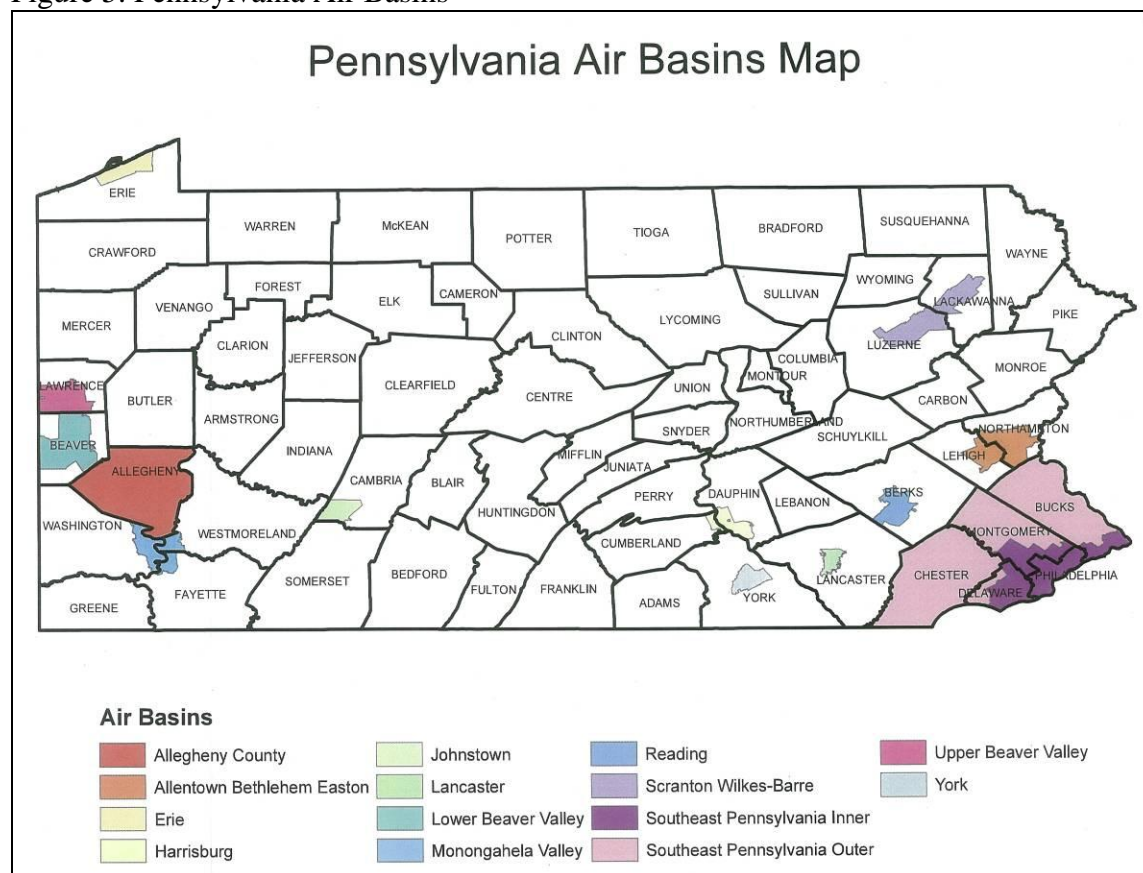 Figure 3. Pennsylvania Air Basins
Pennsylvania Air Basins Map
ERIE
WARREN
McKEAN
POTTER
TIOGA
BRADFORD
SUSQUEHANNA
WAYNE
CRAWFORD
FOREST
ELK
CAMERON
SULLIVAN
WYOMING
LACKAWANNA
PIKE
VENANGO
MERCER
CLARION
JEFFERSON
CLINTON
LYCOMING
LUZERNE
COLUMBIA
MONTOUR
MONROE
LAWRENCE
BUTLER
ARMSTRONG
CLEARFIELD
CENTRE
UNION
CARBON
BEAVER
INDIANA
SNYDER
NORTHUMBERLAND
SCHUYLKILL
NORTHAMPTON
LEHIGH
ALLEGHENY
CAMBRIA
BLAIR
MIFFLIN
JUNIATA
HUNTINGDON
PERRY
DAUPHIN
LEBANON
BERKS
BUCKS
WASHINGTON
WESTMORELAND
CUMBERLAND
MONTGOMERY
SOMERSET
BEDFORD
FULTON
FRANKLIN
ADAMS
YORK
LANCASTER
CHESTER
DELAWARE
PHILADELPHIA
GREENE
FAYETTE
Air Basins
Allegheny County
Allentown Bethlehem Easton
Erie
Harrisburg
Johnstown
Lancaster
Lower Beaver Valley
Monongahela Valley
Reading
Scranton Wilkes-Barre
Southeast Pennsylvania Inner
Southeast Pennsylvania Outer
Upper Beaver Valley
York